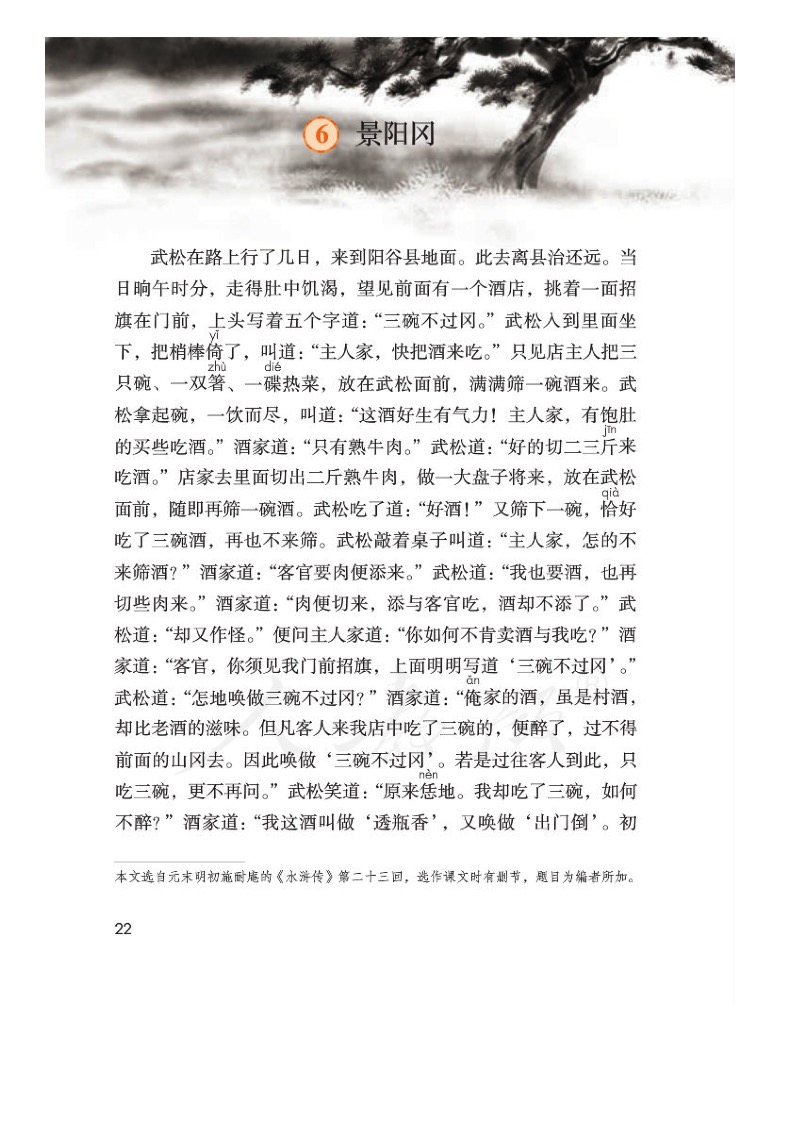 6 景阳冈
武松在路上行了几日，来到阳谷县地面。此去离县治还远。当
日晌午时分，走得肚中饥渴，望见前面有一个酒店，挑着一面招
旗在门前，上头写着五个字道：“三碗不过冈。”武松入到里面坐
yǐ
下，把梢棒倚了，叫道：“主人家，快把酒来吃。”只见店主人把三
zhù dié
只碗、一双箸、一碟热菜，放在武松面前，满满筛一碗酒来。武
松拿起碗，一饮而尽，叫道：“这酒好生有气力！主人家，有饱肚
jīn
的买些吃酒。”酒家道：“只有熟牛肉。”武松道：“好的切二三斤来
吃酒。”店家去里面切出二斤熟牛肉，做一大盘子将来，放在武松
qià
面前，随即再筛一碗酒。武松吃了道：“好酒！”又筛下一碗，恰好
吃了三碗酒，再也不来筛。武松敲着桌子叫道：“主人家，怎的不
来筛酒？”酒家道：“客官要肉便添来。”武松道：“我也要酒，也再
切些肉来。”酒家道：“肉便切来，添与客官吃，酒却不添了。”武
松道：“却又作怪。”便问主人家道：“你如何不肯卖酒与我吃？”酒
家道：“客官，你须见我门前招旗，上面明明写道‘三碗不过冈’。”
ǎn
武松道：“怎地唤做三碗不过冈？”酒家道：“俺家的酒，虽是村酒，
却比老酒的滋味。但凡客人来我店中吃了三碗的，便醉了，过不得
前面的山冈去。因此唤做‘三碗不过冈’。若是过往客人到此，只
nèn
吃三碗，更不再问。”武松笑道：“原来恁地。我却吃了三碗，如何
不醉？”酒家道：“我这酒叫做‘透瓶香’，又唤做‘出门倒’。初
本文选自元末明初施耐庵的《水浒传》第二十三回，选作课文时有删节，题目为编者所加。
22